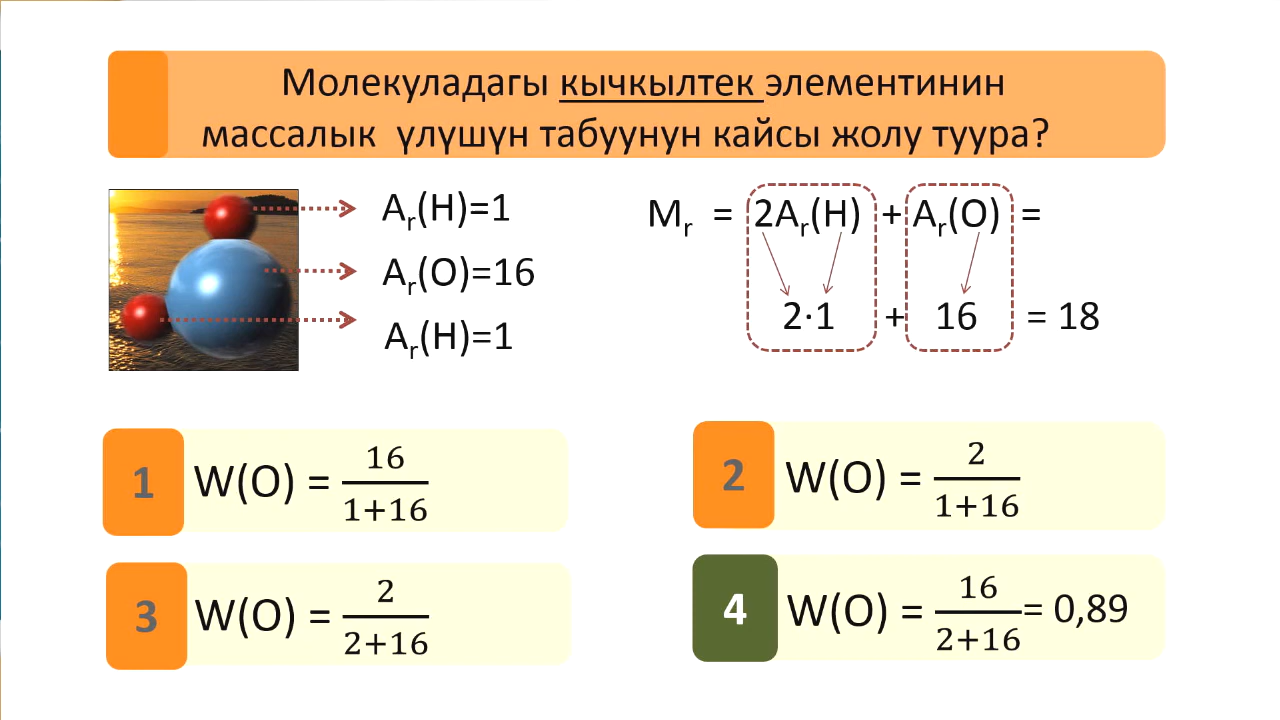 Молекуладагы кычкылтек элементинин
массалык үлүшүн табуунун кайсы жолу туура?
Ar(H)=1
Ar(O)=16
Ar(H)=1
Mr = 2Ar(H) + Ar(O) =
2·1 + 16 = 18
1 W(O) = 16/1+16
2 W(O) = 2/1+16
3 W(O) = 2/2+16
4 W(O) = 16/2+16 = 0,89